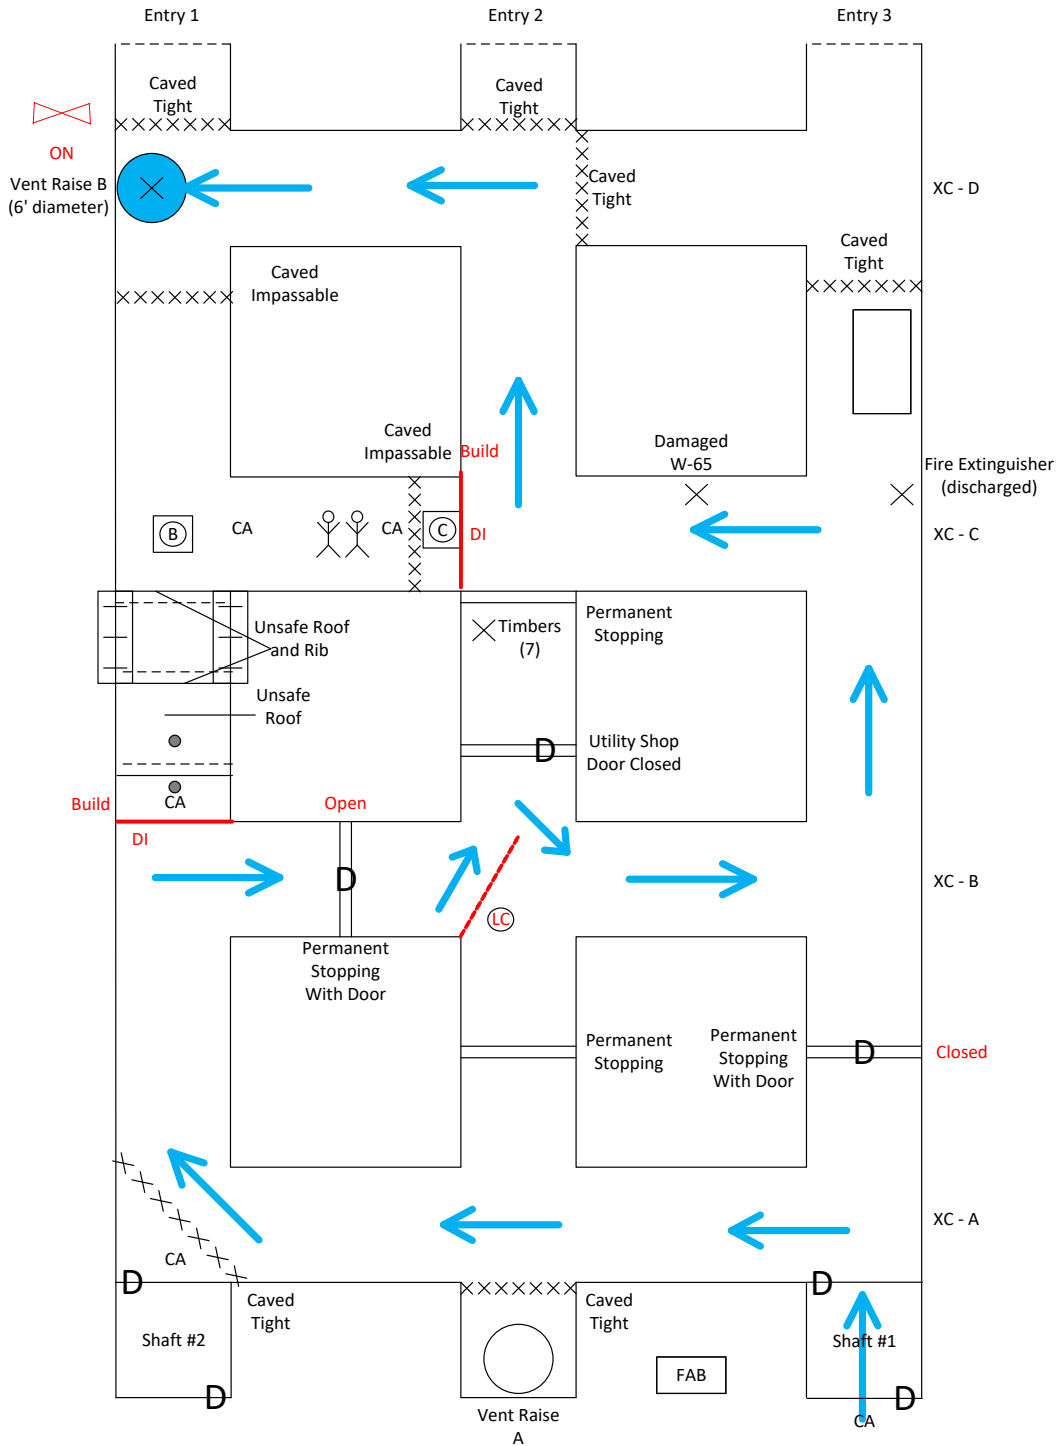 Entry 1
Entry 2
Entry 3
Caved
Tight
Caved
Tight
ON
Vent Raise B
(6' diameter)
Caved
Tight
XC - D
Caved
Tight
Caved
Impassable
Caved
Impassable
Build
Damaged
W-65
Fire Extinguisher
(discharged)
B
CA
CA
C
DI
XC - C
Unsafe Roof
and Rib
Timbers
(7)
Permanent
Stopping
Unsafe
Roof
D
Utility Shop
Door Closed
Build
CA
Open
DI
D
XC - B
LC
Permanent
Stopping
With Door
Permanent
Stopping
Permanent
Stopping
With Door
D
Closed
XC - A
CA
D
D
Caved
Tight
Caved
Tight
Shaft #2
Shaft #1
FAB
D
D
Vent Raise
A
CA